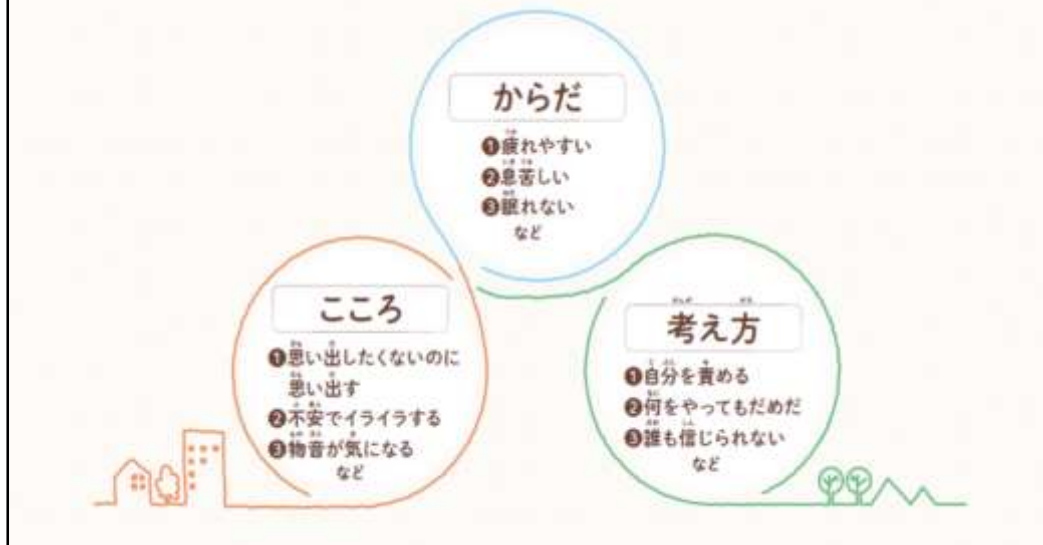 からだ
❶疲れやすい
❷息苦しい
❸眠れない
など
こころ
❶思い出したくないのに
思い出す
❷不安でイライラする
❸物音が気になる
など
考え方
❶自分を責める
❷何をやってもだめだ
❸誰も信じられない
など